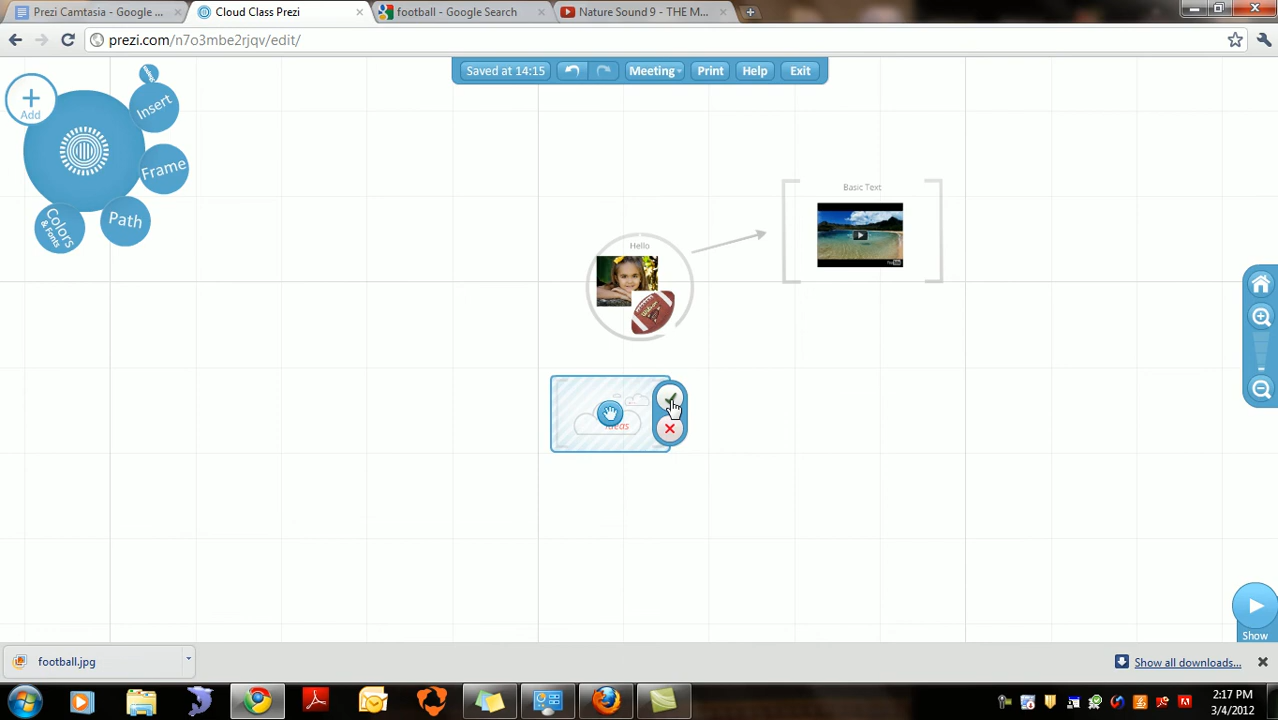 Prezi Camtasia - Google ...
Cloud Class Prezi
football - Google Search
Nature Sound 9 - THE M...
prezi.com/n7o3mbe2rjqv/edit/
Saved at 14:15
Meeting
Print
Help
Exit
Add
Insert
Frame
Path
Colors
& Fonts
Basic Text
Hello
ideas
Show
football.jpg
Show all downloads...
2:17 PM
3/4/2012